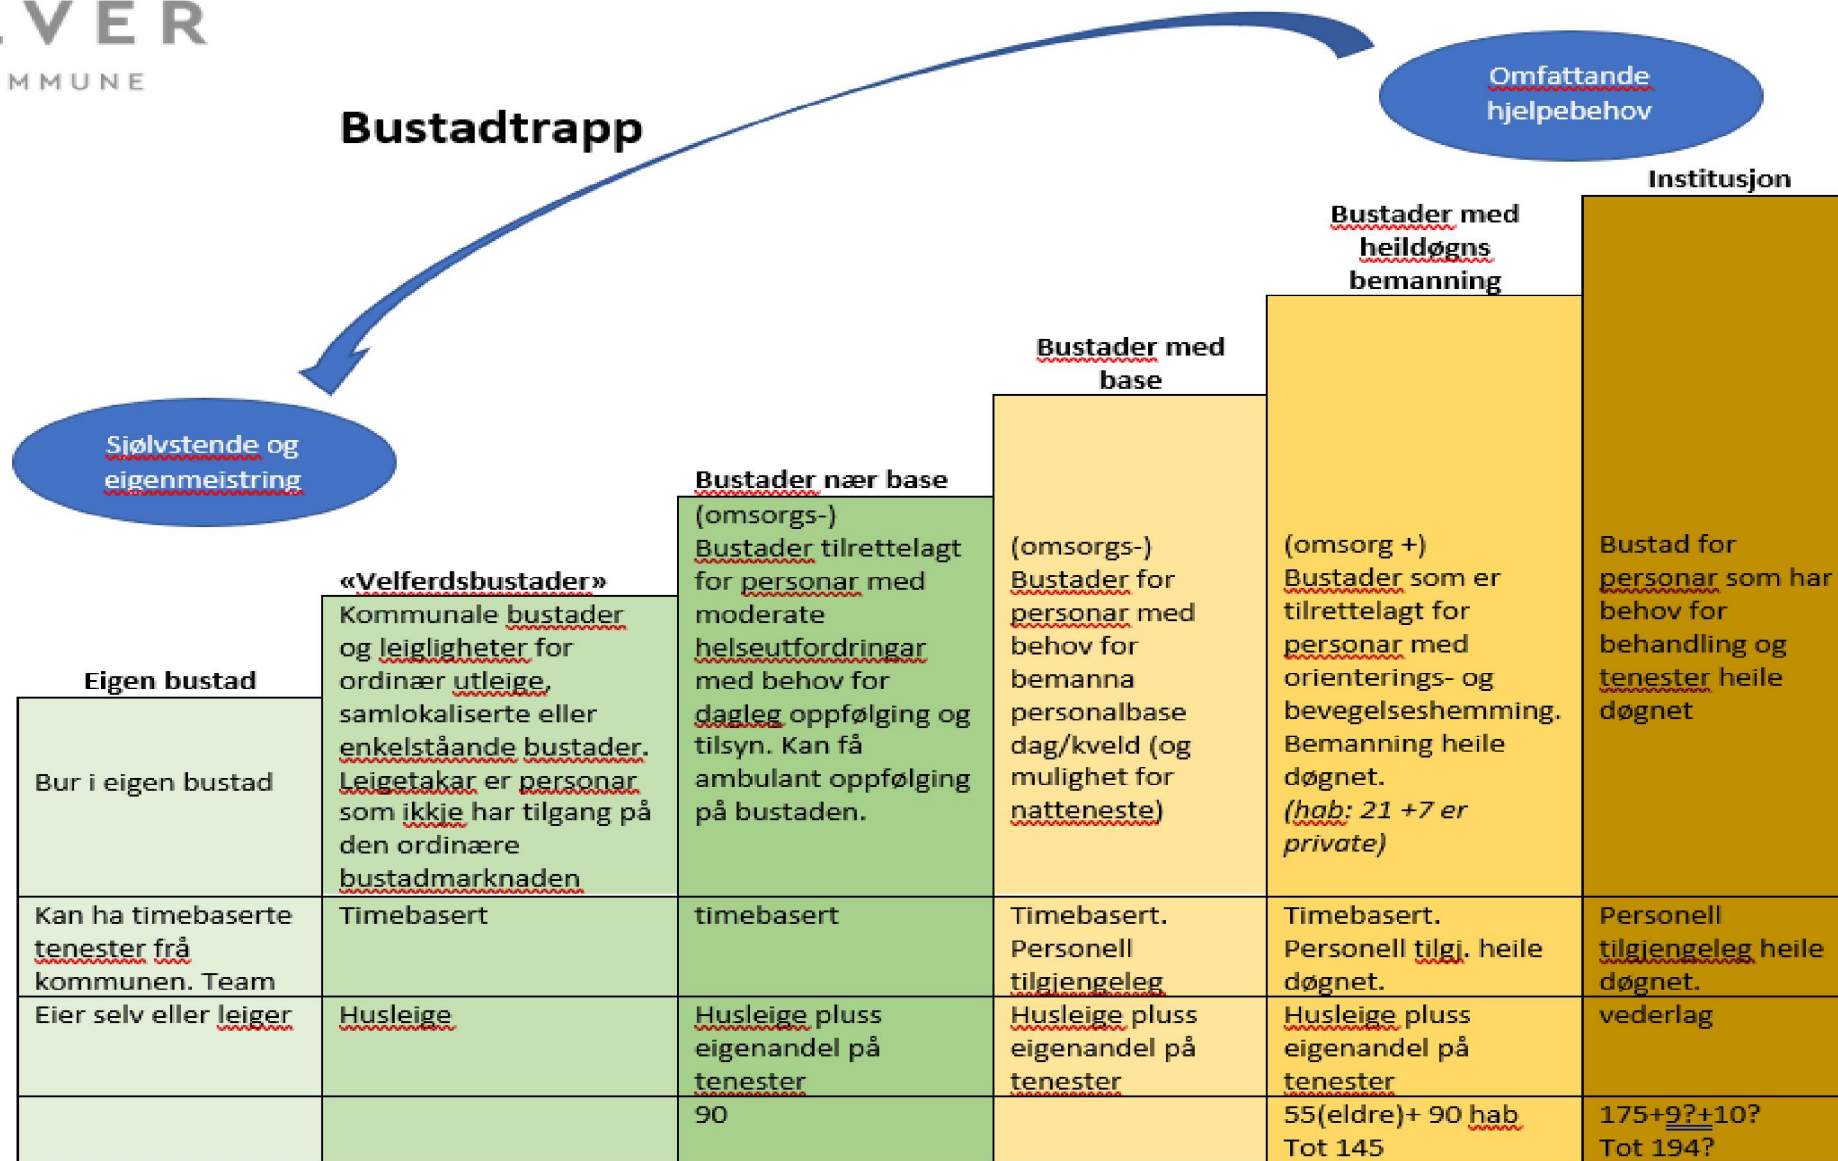 LVER
MMUNE
Bustadtrapp
Omfattande
hjelpebehov
Sjølvstende og
eigenmeistring
Eigen bustad
Bur i eigen bustad
Kan ha timebaserte
tenester frå
kommunen. Team
Eier selv eller leiger
«Velferdsbustader»
Kommunale bustader
og leigligheter for
ordinær utleige,
samlokaliserte eller
enkelståande bustader.
Leigetakar er personar
som ikkje har tilgang på
den ordinære
bustadmarknaden
Timebasert
Husleige
Bustader nær base
(omsorgs-)
Bustader tilrettelagt
for personar med
moderate
helseutfordringar
med behov for
dagleg oppfølging og
tilsyn. Kan få
ambulant oppfølging
på bustaden.
timebasert
Husleige pluss
eigenandel på
tenester
90
Bustader med
base
(omsorgs-)
Bustader for
personar med
behov for
bemanna
personalbase
dag/kveld (og
mulighet for
natteneste)
Timebasert.
Personell
tilgjengeleg
Husleige pluss
eigenandel på
tenester
Bustader med
heildøgns
bemanning
(omsorg +)
Bustader som er
tilrettelagt for
personar med
orienterings- og
bevegelseshemming.
Bemanning heile
døgnet.
(hab: 21 +7 er
private)
Timebasert.
Personell tilgj. heile
døgnet.
Husleige pluss
eigenandel på
tenester
55(eldre)+ 90 hab
Tot 145
Institusjon
Bustad for
personar som har
behov for
behandling og
tenester heile
døgnet
Personell
tilgjengeleg heile
døgnet.
vederlag
175+9?+10?
Tot 194?